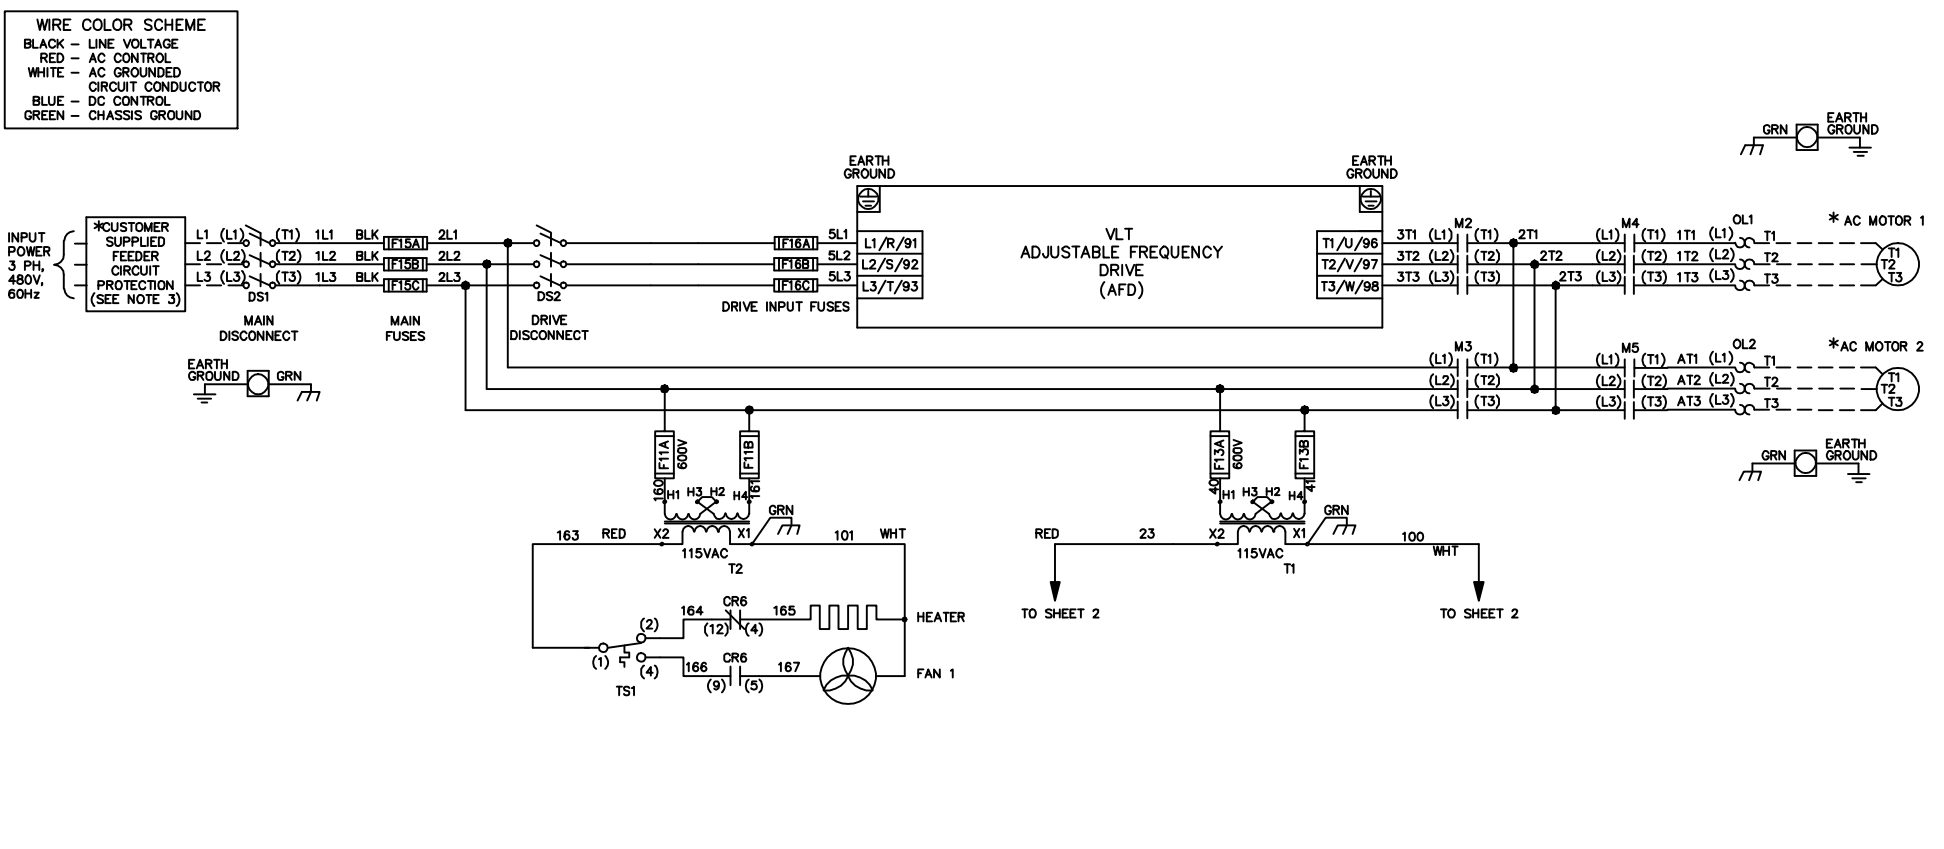 WIRE COLOR SCHEME
BLACK – LINE VOLTAGE
RED – AC CONTROL
WHITE – AC GROUNDED
CIRCUIT CONDUCTOR
BLUE – DC CONTROL
GREEN – CHASSIS GROUND
EARTH
GROUND
GRN
EARTH
GROUND
EARTH
GROUND
INPUT
POWER
3 PH,
480V,
60Hz
*CUSTOMER
SUPPLIED
FEEDER
CIRCUIT
PROTECTION
(SEE NOTE 3)
L1 (L1) (T1) 1L1 BLK F15A 2L1 F16A 5L1 L1/R/91
L2 (L2) (T2) 1L2 BLK F15B 2L2 F16B 5L2 L2/S/92
L3 (L3) (T3) 1L3 BLK F15C 2L3 F16C 5L3 L3/T/93
DS1
MAIN
DISCONNECT
MAIN
FUSES
DS2
DRIVE
DISCONNECT
DRIVE INPUT FUSES
VLT
ADJUSTABLE FREQUENCY
DRIVE
(AFD)
M2 M4 OL1 * AC MOTOR 1
T1/U/96 3T1 (L1) (T1) 2T1 (L1) (T1) 1T1 (L1) T1 T1
T2/V/97 3T2 (L2) (T2) 2T2 (L2) (T2) 1T2 (L2) T2 T2
T3/W/98 3T3 (L3) (T3) 2T3 (L3) (T3) 1T3 (L3) T3 T3
EARTH
GROUND
GRN
M3 M5 OL2 *AC MOTOR 2
(L1) (T1) (L1) (T1) AT1 (L1) T1 T1
(L2) (T2) (L2) (T2) AT2 (L2) T2 T2
(L3) (T3) (L3) (T3) AT3 (L3) T3 T3
GRN
EARTH
GROUND
F11A
600V
F11B
160
161
H1 H3 H2 H4
GRN
163 RED X2 X1 101 WHT
115VAC
T2
F13A
600V
F13B
40
41
H1 H3 H2 H4
GRN
RED 23 X2 X1 100
WHT
115VAC
T1
TO SHEET 2
TO SHEET 2
CR6
164 165
(12) (4)
HEATER
(2)
(1)
(4)
TS1
CR6
166 167
(9) (5)
FAN 1